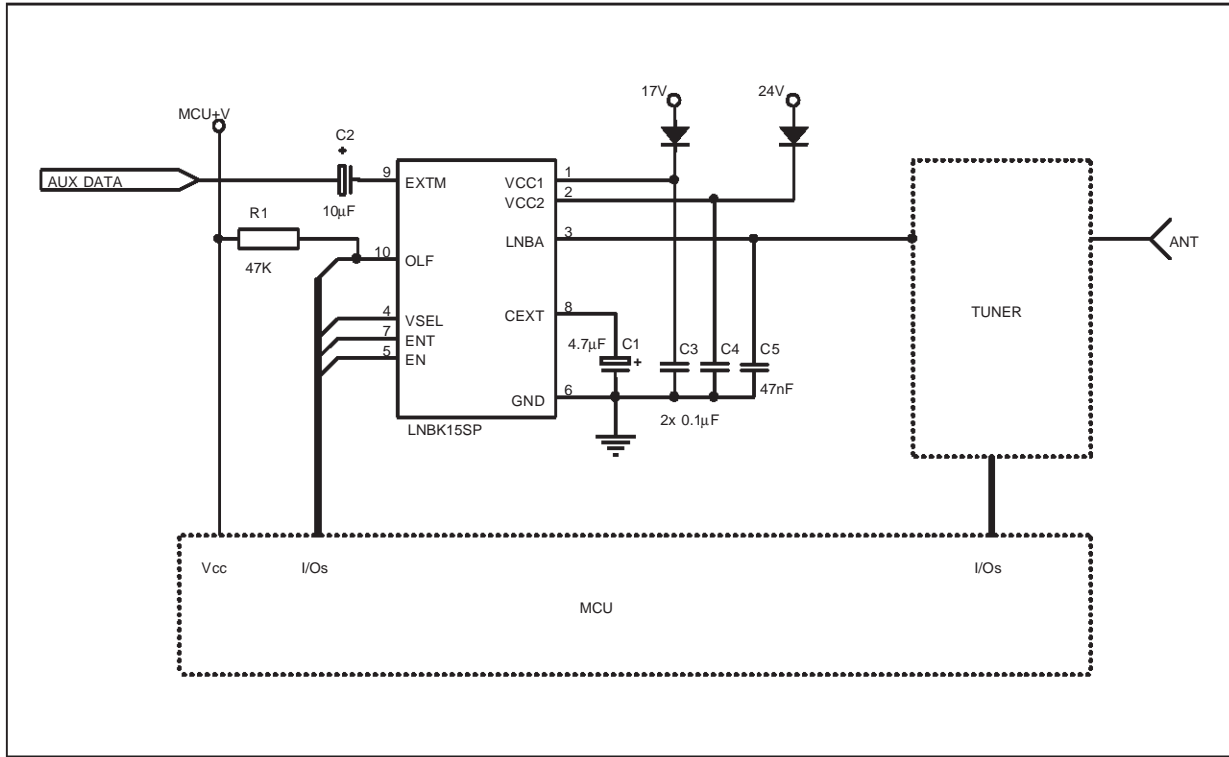 17V
24V
MCU+V
C2
+
AUX DATA
9
EXTM
VCC1
1
VCC2
2
10µF
R1
LNBA
3
ANT
47K
10
OLF
TUNER
4
VSEL
CEXT
8
7
ENT
4.7µF
C1
C3
C4
C5
5
EN
+
47nF
GND
6
2x 0.1µF
LNBK15SP
Vcc
I/Os
I/Os
MCU